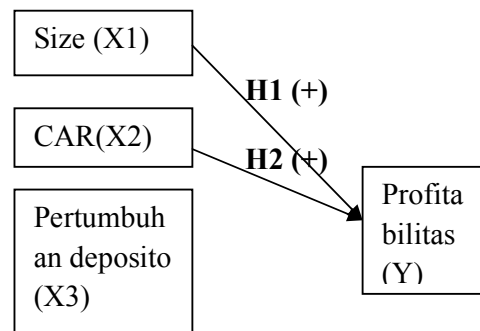 Size (X1)
H1 (+)
CAR(X2)
H2 (+)
Pertumbuh
an deposito
(X3)
Profita
bilitas
(Y)